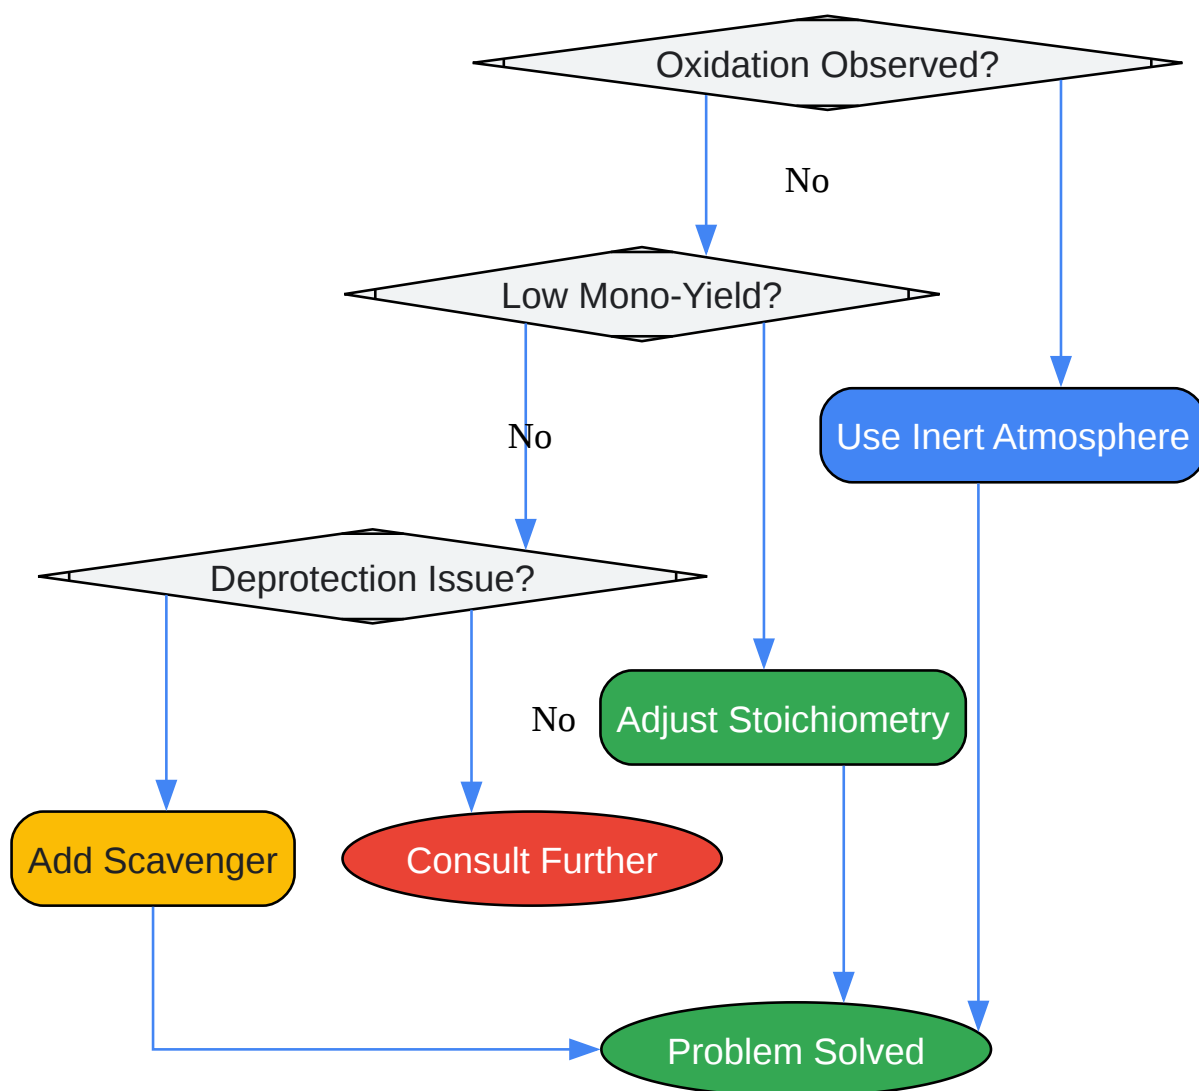 Oxidation Observed?
No
Low Mono-Yield?
No
Use Inert Atmosphere
Deprotection Issue?
No
Adjust Stoichiometry
Add Scavenger
Consult Further
Problem Solved